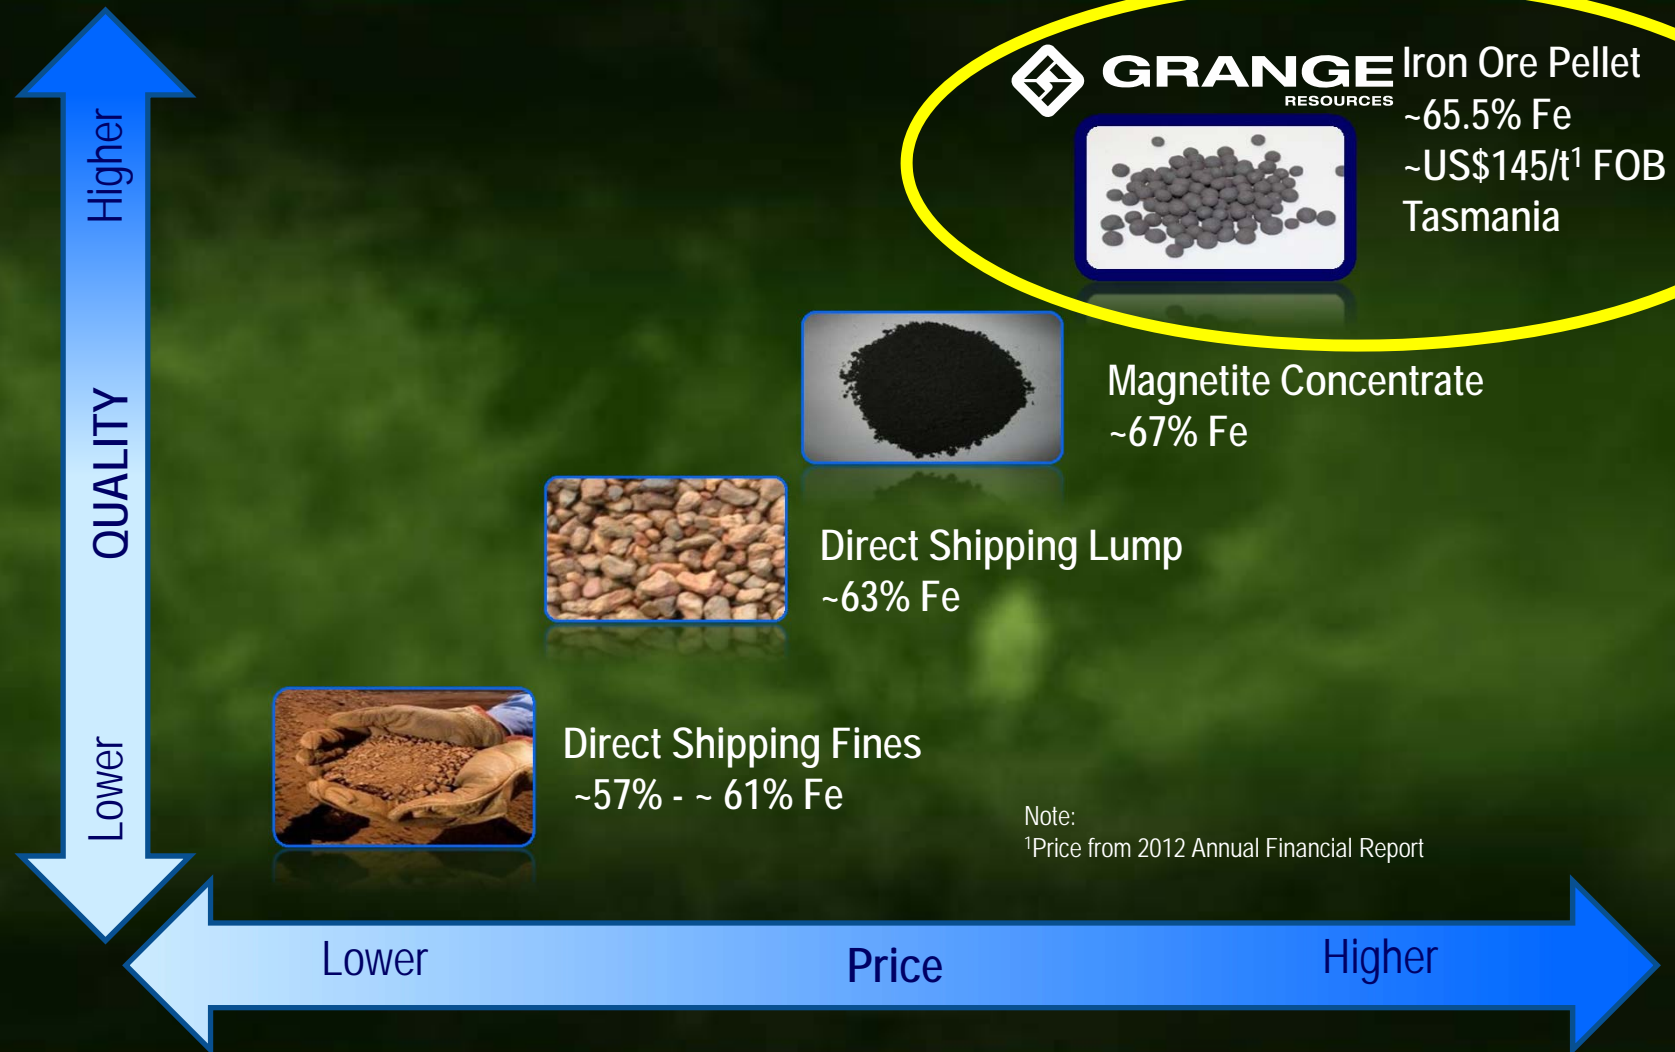 GRANGE
RESOURCES
Iron Ore Pellet
~65.5% Fe
~US$145/t¹ FOB
Tasmania
Higher
Magnetite Concentrate
~67% Fe
QUALITY
Direct Shipping Lump
~63% Fe
Lower
Direct Shipping Fines
~57% - ~ 61% Fe
Note:
¹Price from 2012 Annual Financial Report
Lower
Price
Higher